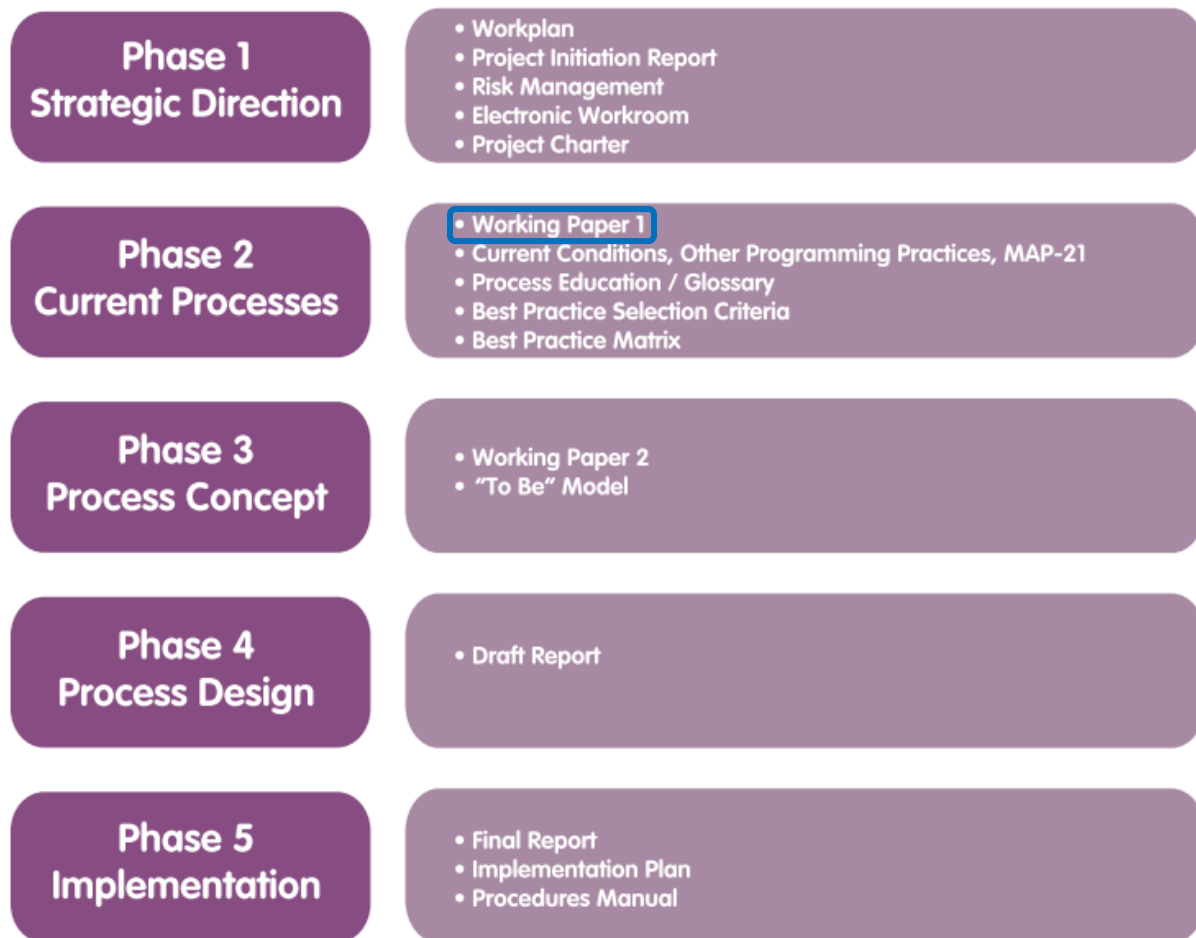 Phase 1
Strategic Direction
• Workplan
• Project Initiation Report
• Risk Management
• Electronic Workroom
• Project Charter
Phase 2
Current Processes
• Working Paper 1
• Current Conditions, Other Programming Practices, MAP-21
• Process Education / Glossary
• Best Practice Selection Criteria
• Best Practice Matrix
Phase 3
Process Concept
• Working Paper 2
• “To Be” Model
Phase 4
Process Design
• Draft Report
Phase 5
Implementation
• Final Report
• Implementation Plan
• Procedures Manual